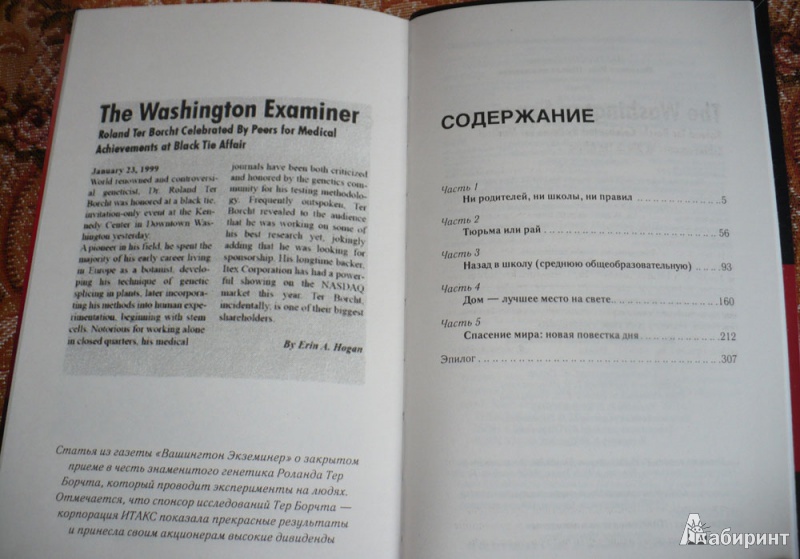 The Washington Examiner
Roland Ter Borcht Celebrated By Peers for Medical
Achievements at Black Tie Affair
January 23, 1999
World renowned and controver-
sial geneticist, Dr. Roland Ter
Borcht was honored at a black tie,
invitation-only event at the Ken-
nedy Center in Downtown Was-
hington yesterday.
A pioneer in his field, he spent the
majority of his early career living
in Europe as a botanist, develo-
ping his technique of genetic
splicing in plants, later incorpora-
ting his methods into human expe-
rimentation, beginning with stem
cells. Notorious for working alone
in closed quarters, his medical
journals have been both criticized
and honored by the genetics com-
munity for his testing methodolo-
gy. Frequently outspoken, Ter
Borcht revealed to the audience
that he was working on some of
his best research yet, jokingly
adding that he was looking for
sponsorship. His longtime backer,
Itex Corporation has had a power-
ful showing on the NASDAQ
market this year. Ter Borcht,
incidentally, is one of their biggest
shareholders.
By Erin A. Hogan
Статья из газеты «Вашингтон Экземинер» о закрытом
приеме в честь знаменитого генетика Роланда Тер
Борчта, который проводит эксперименты на людях.
Отмечается, что спонсор исследований Тер Борчта —
корпорация ИТАКС показала прекрасные результаты
и принесла своим акционерам высокие дивиденды
СОДЕРЖАНИЕ
Часть 1
Ни родителей, ни школы, ни правил 5
Часть 2
Тюрьма или рай 56
Часть 3
Назад в школу (среднюю общеобразовательную) 93
Часть 4
Дом — лучшее место на свете 160
Часть 5
Спасение мира: новая повестка дня 212
Эпилог 307
Лабиринт